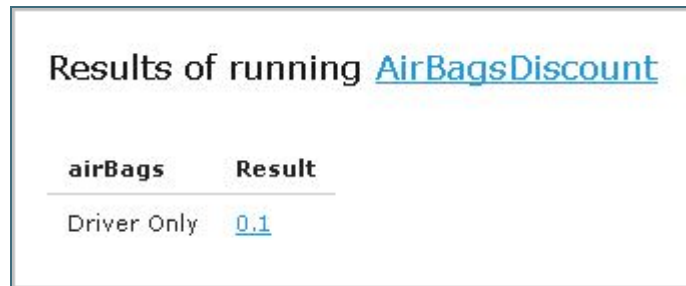 Results of running AirBagsDiscount
airBags Result
Driver Only 0.1